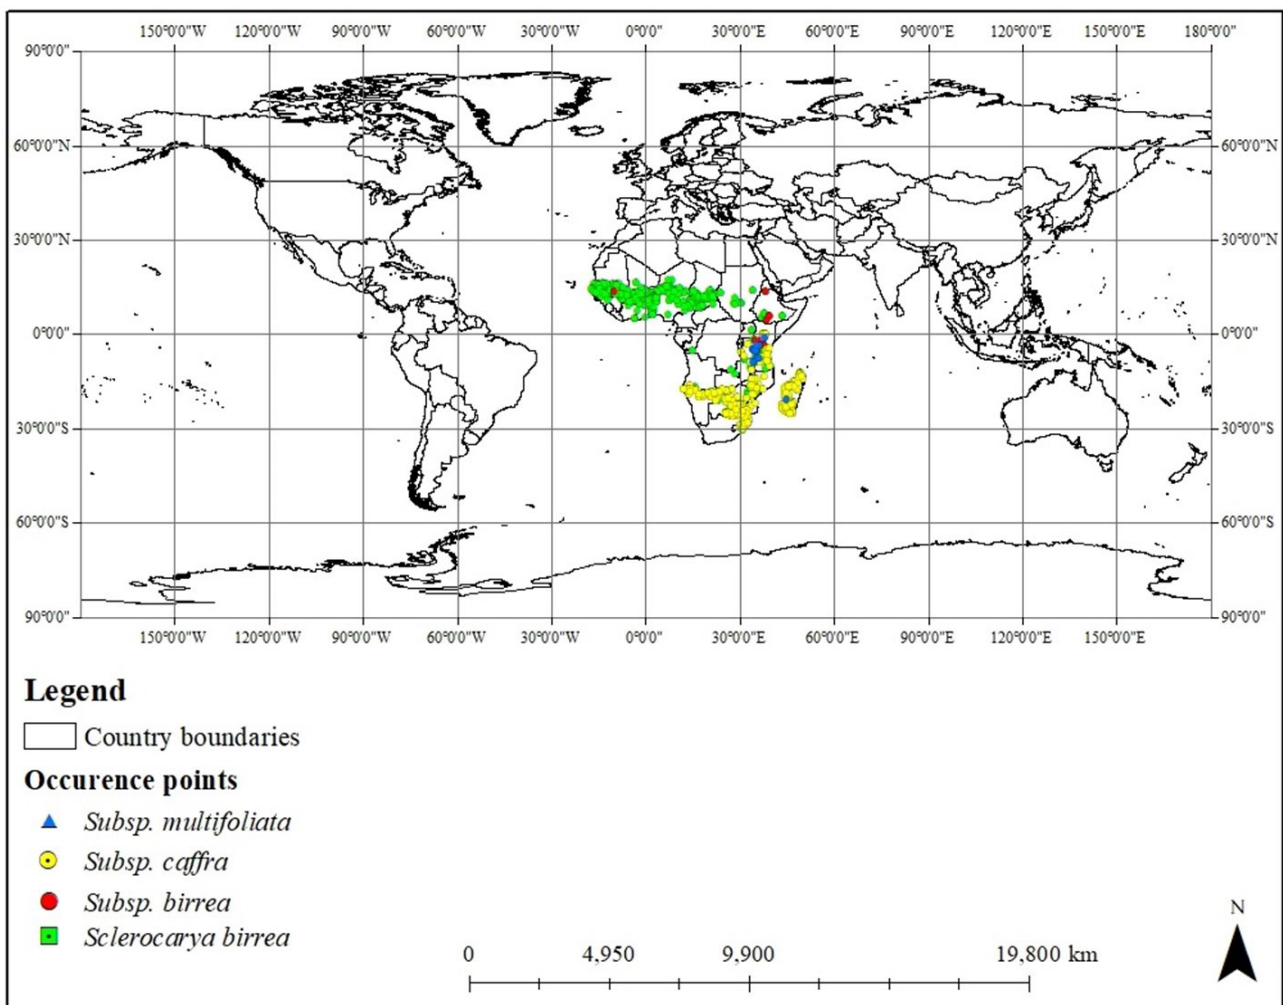 150°0'0"W 120°0'0"W 90°0'0"W 60°0'0"W 30°0'0"W 0°0'0" 30°0'0"E 60°0'0"E 90°0'0"E 120°0'0"E 150°0'0"E 180°0'0"
90°0'0" 90°0'0"
60°0'0"N 60°0'0"N
30°0'0"N 30°0'0"N
0°0'0" 0°0'0"
30°0'0"S 30°0'0"S
60°0'0"S 60°0'0"S
90°0'0" 90°0'0"
150°0'0"W 120°0'0"W 90°0'0"W 60°0'0"W 30°0'0"W 0°0'0" 30°0'0"E 60°0'0"E 90°0'0"E 120°0'0"E 150°0'0"E
Legend
Country boundaries
Occurence points
Subsp. multifoliata
Subsp. caffra
Subsp. birrea
Sclerocarya birrea
0 4,950 9,900 19,800 km
N